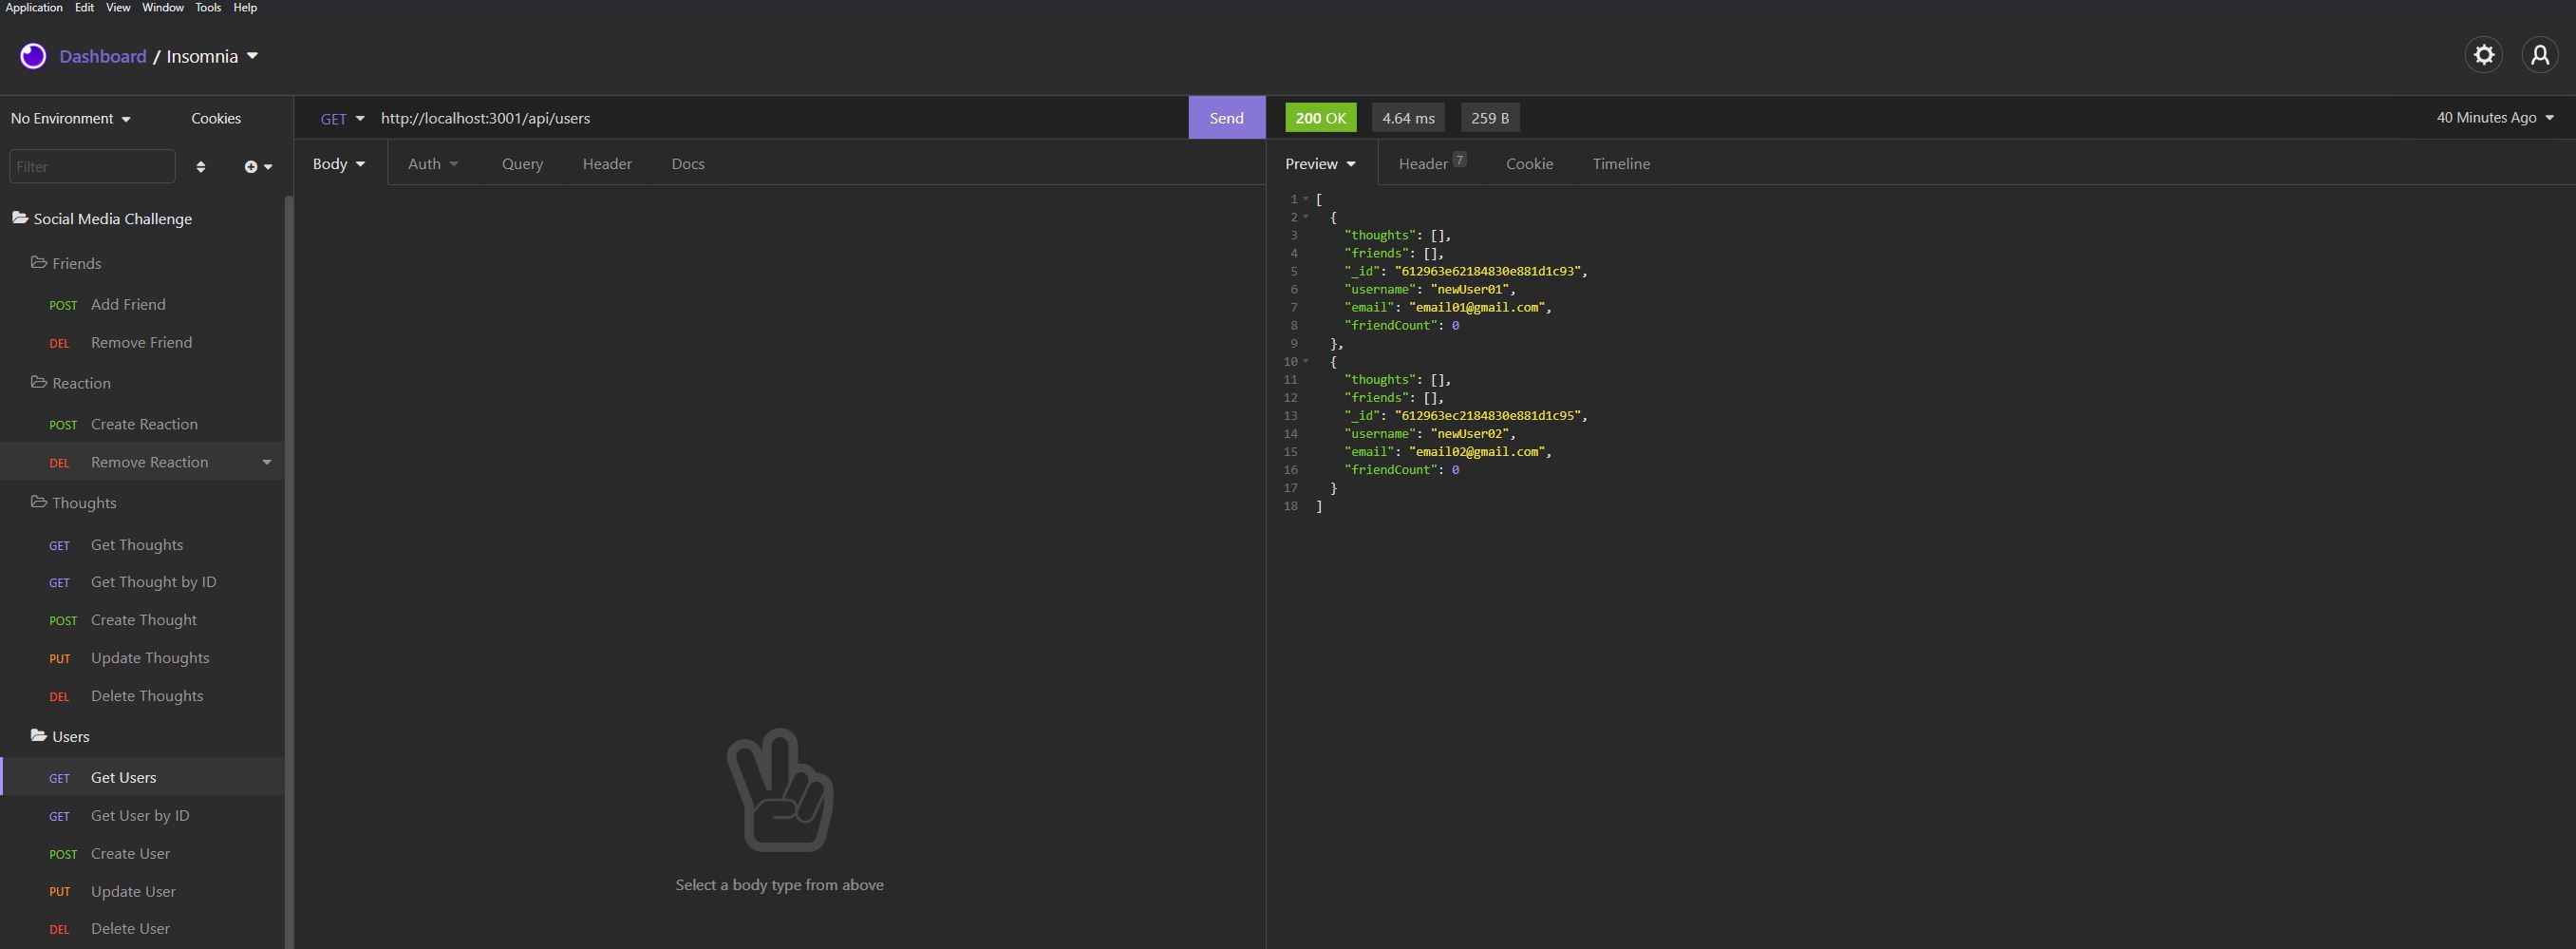 Application Edit View Window Tools Help
Dashboard / Insomnia
No Environment Cookies
Filter
Social Media Challenge
Friends
POST Add Friend
DEL Remove Friend
Reaction
POST Create Reaction
DEL Remove Reaction
Thoughts
GET Get Thoughts
GET Get Thought by ID
POST Create Thought
PUT Update Thoughts
DEL Delete Thoughts
Users
GET Get Users
GET Get User by ID
POST Create User
PUT Update User
DEL Delete User
GET http://localhost:3001/api/users Send
Body Auth Query Header Docs
Select a body type from above
200 OK 4.64 ms 259 B 40 Minutes Ago
Preview Header 7 Cookie Timeline
1 [
2 {
3 "thoughts": [],
4 "friends": [],
5 "_id": "612963e62184830e881d1c93",
6 "username": "newUser01",
7 "email": "email01@gmail.com",
8 "friendCount": 0
9 },
10 {
11 "thoughts": [],
12 "friends": [],
13 "_id": "612963ec2184830e881d1c95",
14 "username": "newUser02",
15 "email": "email02@gmail.com",
16 "friendCount": 0
17 }
18 ]